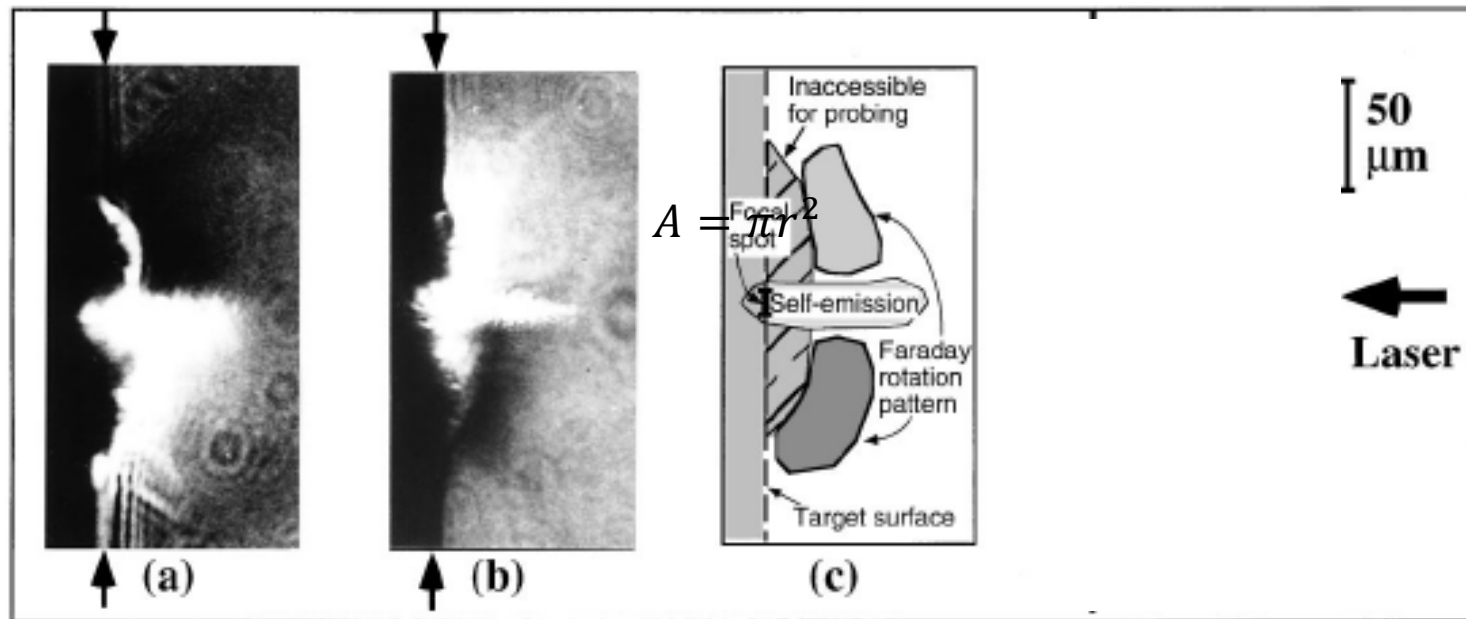 Inaccessible
for probing
A = πr²
Focal
spot
Self-emission
Faraday
rotation
pattern
Target surface
(a)
(b)
(c)
50
μm
Laser